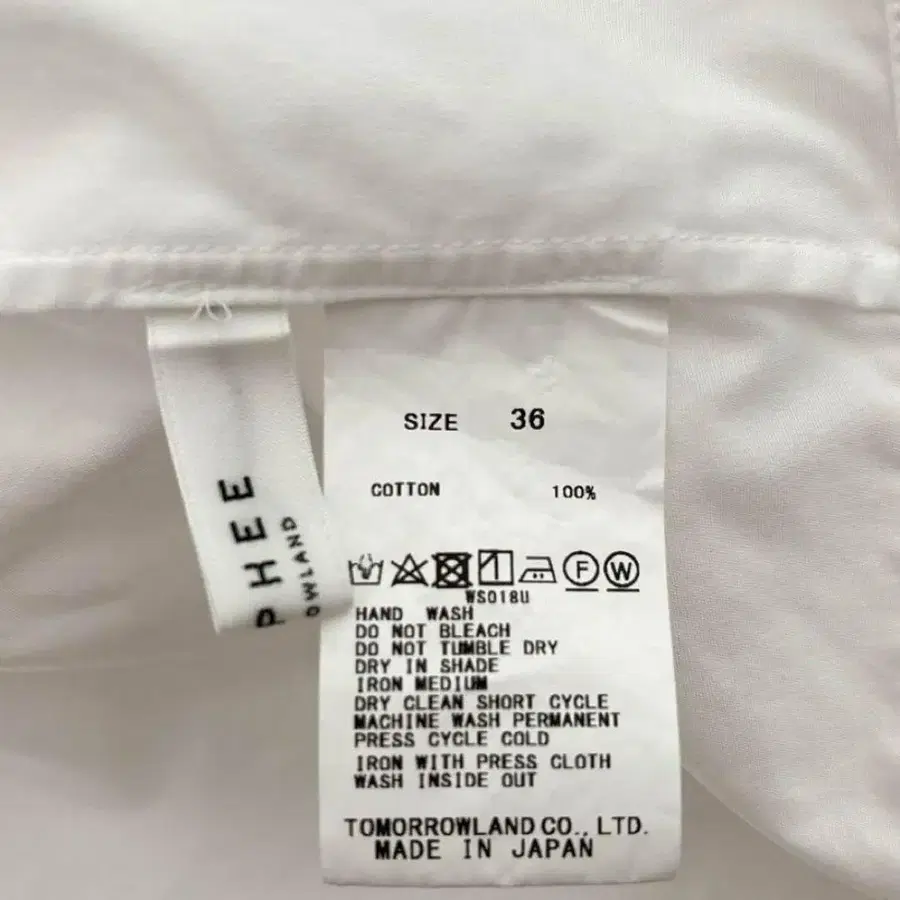 PHEE
OWLAND
SIZE 36
COTTON 100%
F W
WS018U
HAND WASH
DO NOT BLEACH
DO NOT TUMBLE DRY
DRY IN SHADE
IRON MEDIUM
DRY CLEAN SHORT CYCLE
MACHINE WASH PERMANENT
PRESS CYCLE COLD
IRON WITH PRESS CLOTH
WASH INSIDE OUT
TOMORROWLAND CO., LTD.
MADE IN JAPAN